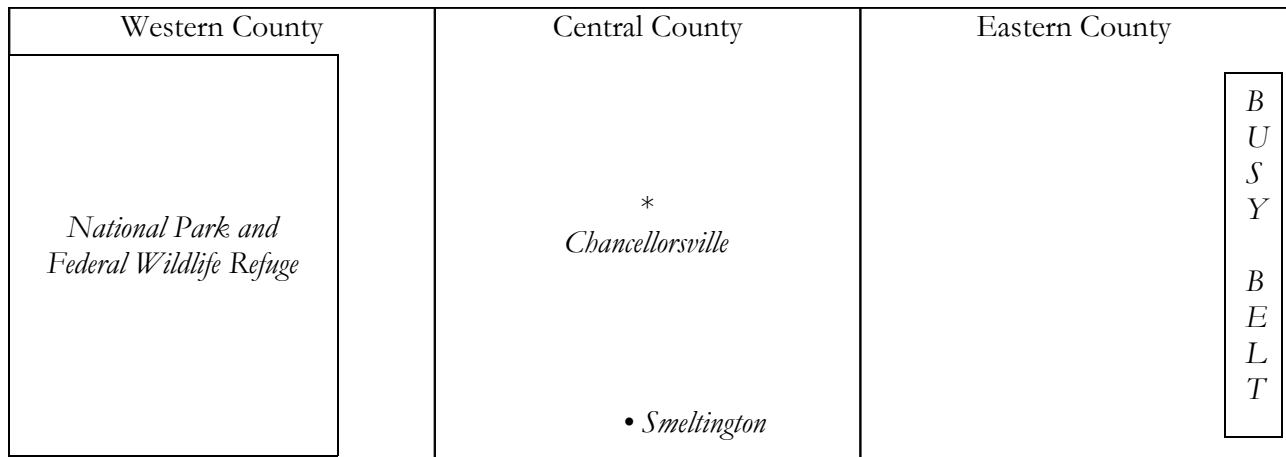 Western County
Central County
Eastern County
National Park and
Federal Wildlife Refuge
*
Chancellorsville
• Smeltington
B
U
S
Y
B
E
L
T